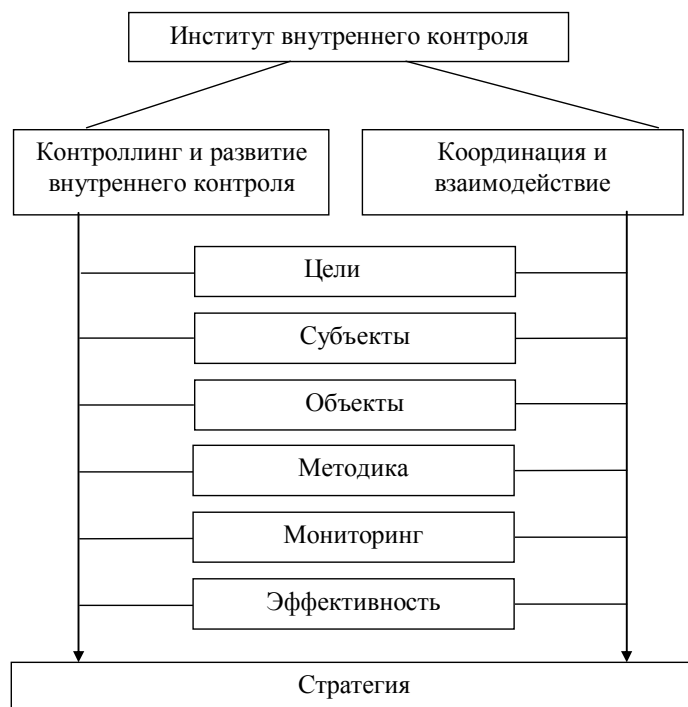 Институт внутреннего контроля
Контроллинг и развитие
внутреннего контроля
Координация и
взаимодействие
Цели
Субъекты
Объекты
Методика
Мониторинг
Эффективность
Стратегия